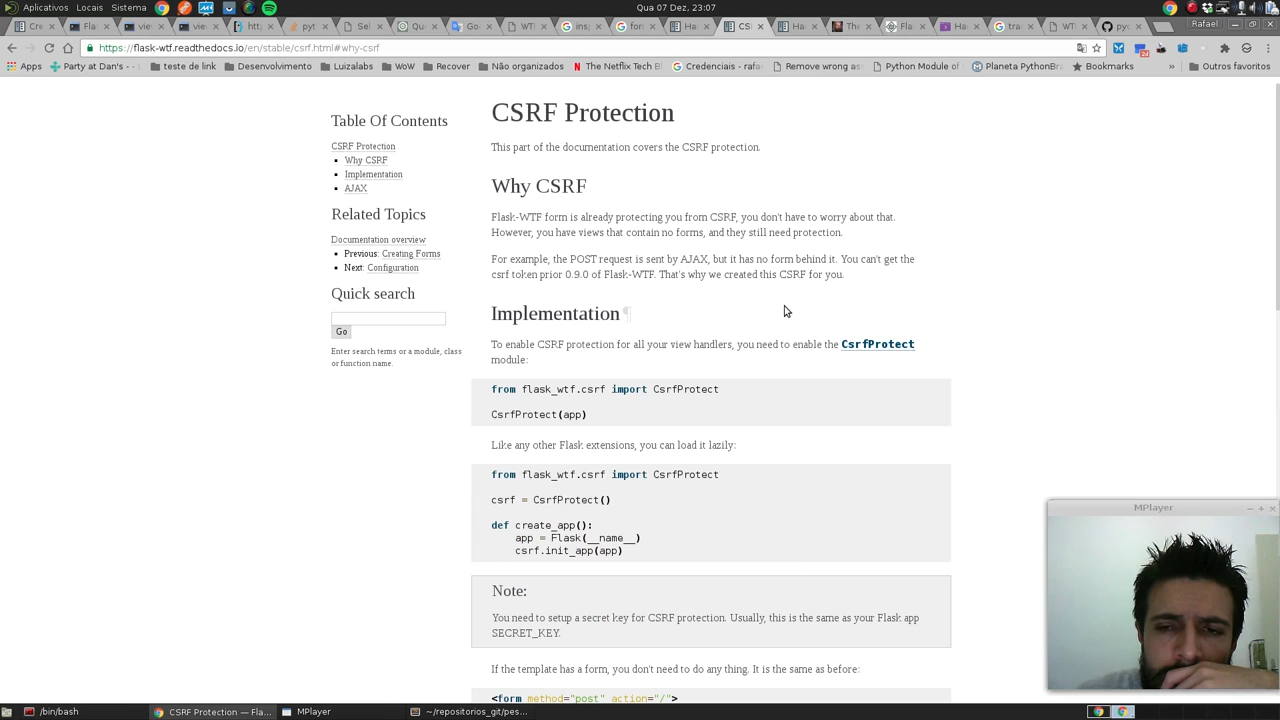 Aplicativos Locais Sistema
Qua 07 Dez, 23:07
Rafael
https://flask-wtf.readthedocs.io/en/stable/csrf.html#why-csrf
Apps Party at Dan's - - teste de link Desenvolvimento Luizalabs WoW Recover Não organizados The Netflix Tech B Credenciais - rafa Remove wrong as Python Module of Planeta PythonBr » Bookmarks Outros favoritos
Table Of Contents
CSRF Protection
Why CSRF
Implementation
AJAX
Related Topics
Documentation overview
Previous: Creating Forms
Next: Configuration
Quick search
Go
Enter search terms or a module, class
or function name.
CSRF Protection
This part of the documentation covers the CSRF protection.
Why CSRF
Flask-WTF form is already protecting you from CSRF, you don't have to worry about that.
However, you have views that contain no forms, and they still need protection.
For example, the POST request is sent by AJAX, but it has no form behind it. You can't get the
csrf token prior 0.9.0 of Flask-WTF. That's why we created this CSRF for you.
Implementation¶
To enable CSRF protection for all your view handlers, you need to enable the CsrfProtect
module:
from flask_wtf.csrf import CsrfProtect
CsrfProtect(app)
Like any other Flask extensions, you can load it lazily:
from flask_wtf.csrf import CsrfProtect
csrf = CsrfProtect()
def create_app():
app = Flask(__name__)
csrf.init_app(app)
Note:
You need to setup a secret key for CSRF protection. Usually, this is the same as your Flask app
SECRET_KEY.
If the template has a form, you don't need to do any thing. It is the same as before:
<form method="post" action="/">
MPlayer
/bin/bash
CSRF Protection — Fla...
MPlayer
~/repositorios_git/pes...